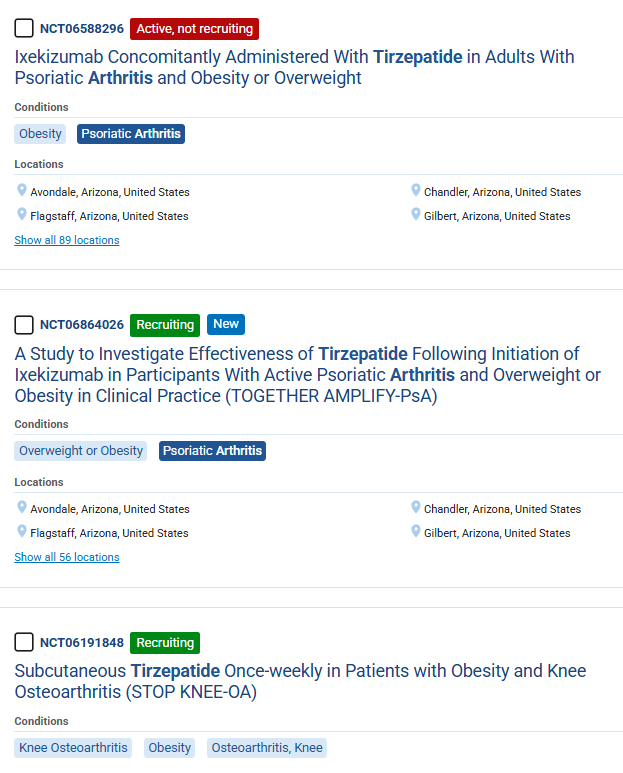 NCT06588296 Active, not recruiting
Ixekizumab Concomitantly Administered With Tirzepatide in Adults With
Psoriatic Arthritis and Obesity or Overweight
Conditions
Obesity Psoriatic Arthritis
Locations
Avondale, Arizona, United States Chandler, Arizona, United States
Flagstaff, Arizona, United States Gilbert, Arizona, United States
Show all 89 locations
NCT06864026 Recruiting New
A Study to Investigate Effectiveness of Tirzepatide Following Initiation of
Ixekizumab in Participants With Active Psoriatic Arthritis and Overweight or
Obesity in Clinical Practice (TOGETHER AMPLIFY-PsA)
Conditions
Overweight or Obesity Psoriatic Arthritis
Locations
Avondale, Arizona, United States Chandler, Arizona, United States
Flagstaff, Arizona, United States Gilbert, Arizona, United States
Show all 56 locations
NCT06191848 Recruiting
Subcutaneous Tirzepatide Once-weekly in Patients with Obesity and Knee
Osteoarthritis (STOP KNEE-OA)
Conditions
Knee Osteoarthritis Obesity Osteoarthritis, Knee